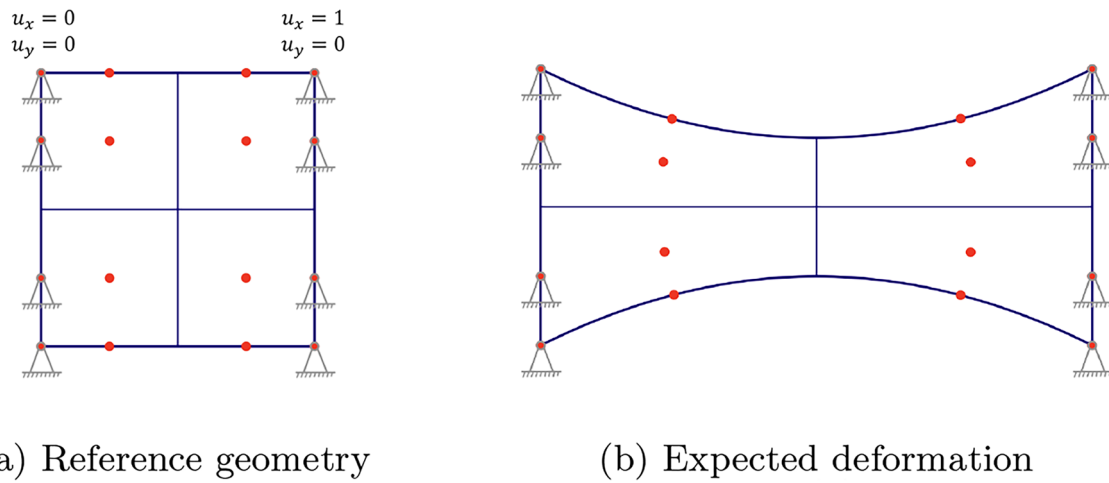 u_x = 0
u_y = 0
u_x = 1
u_y = 0
a) Reference geometry
(b) Expected deformation